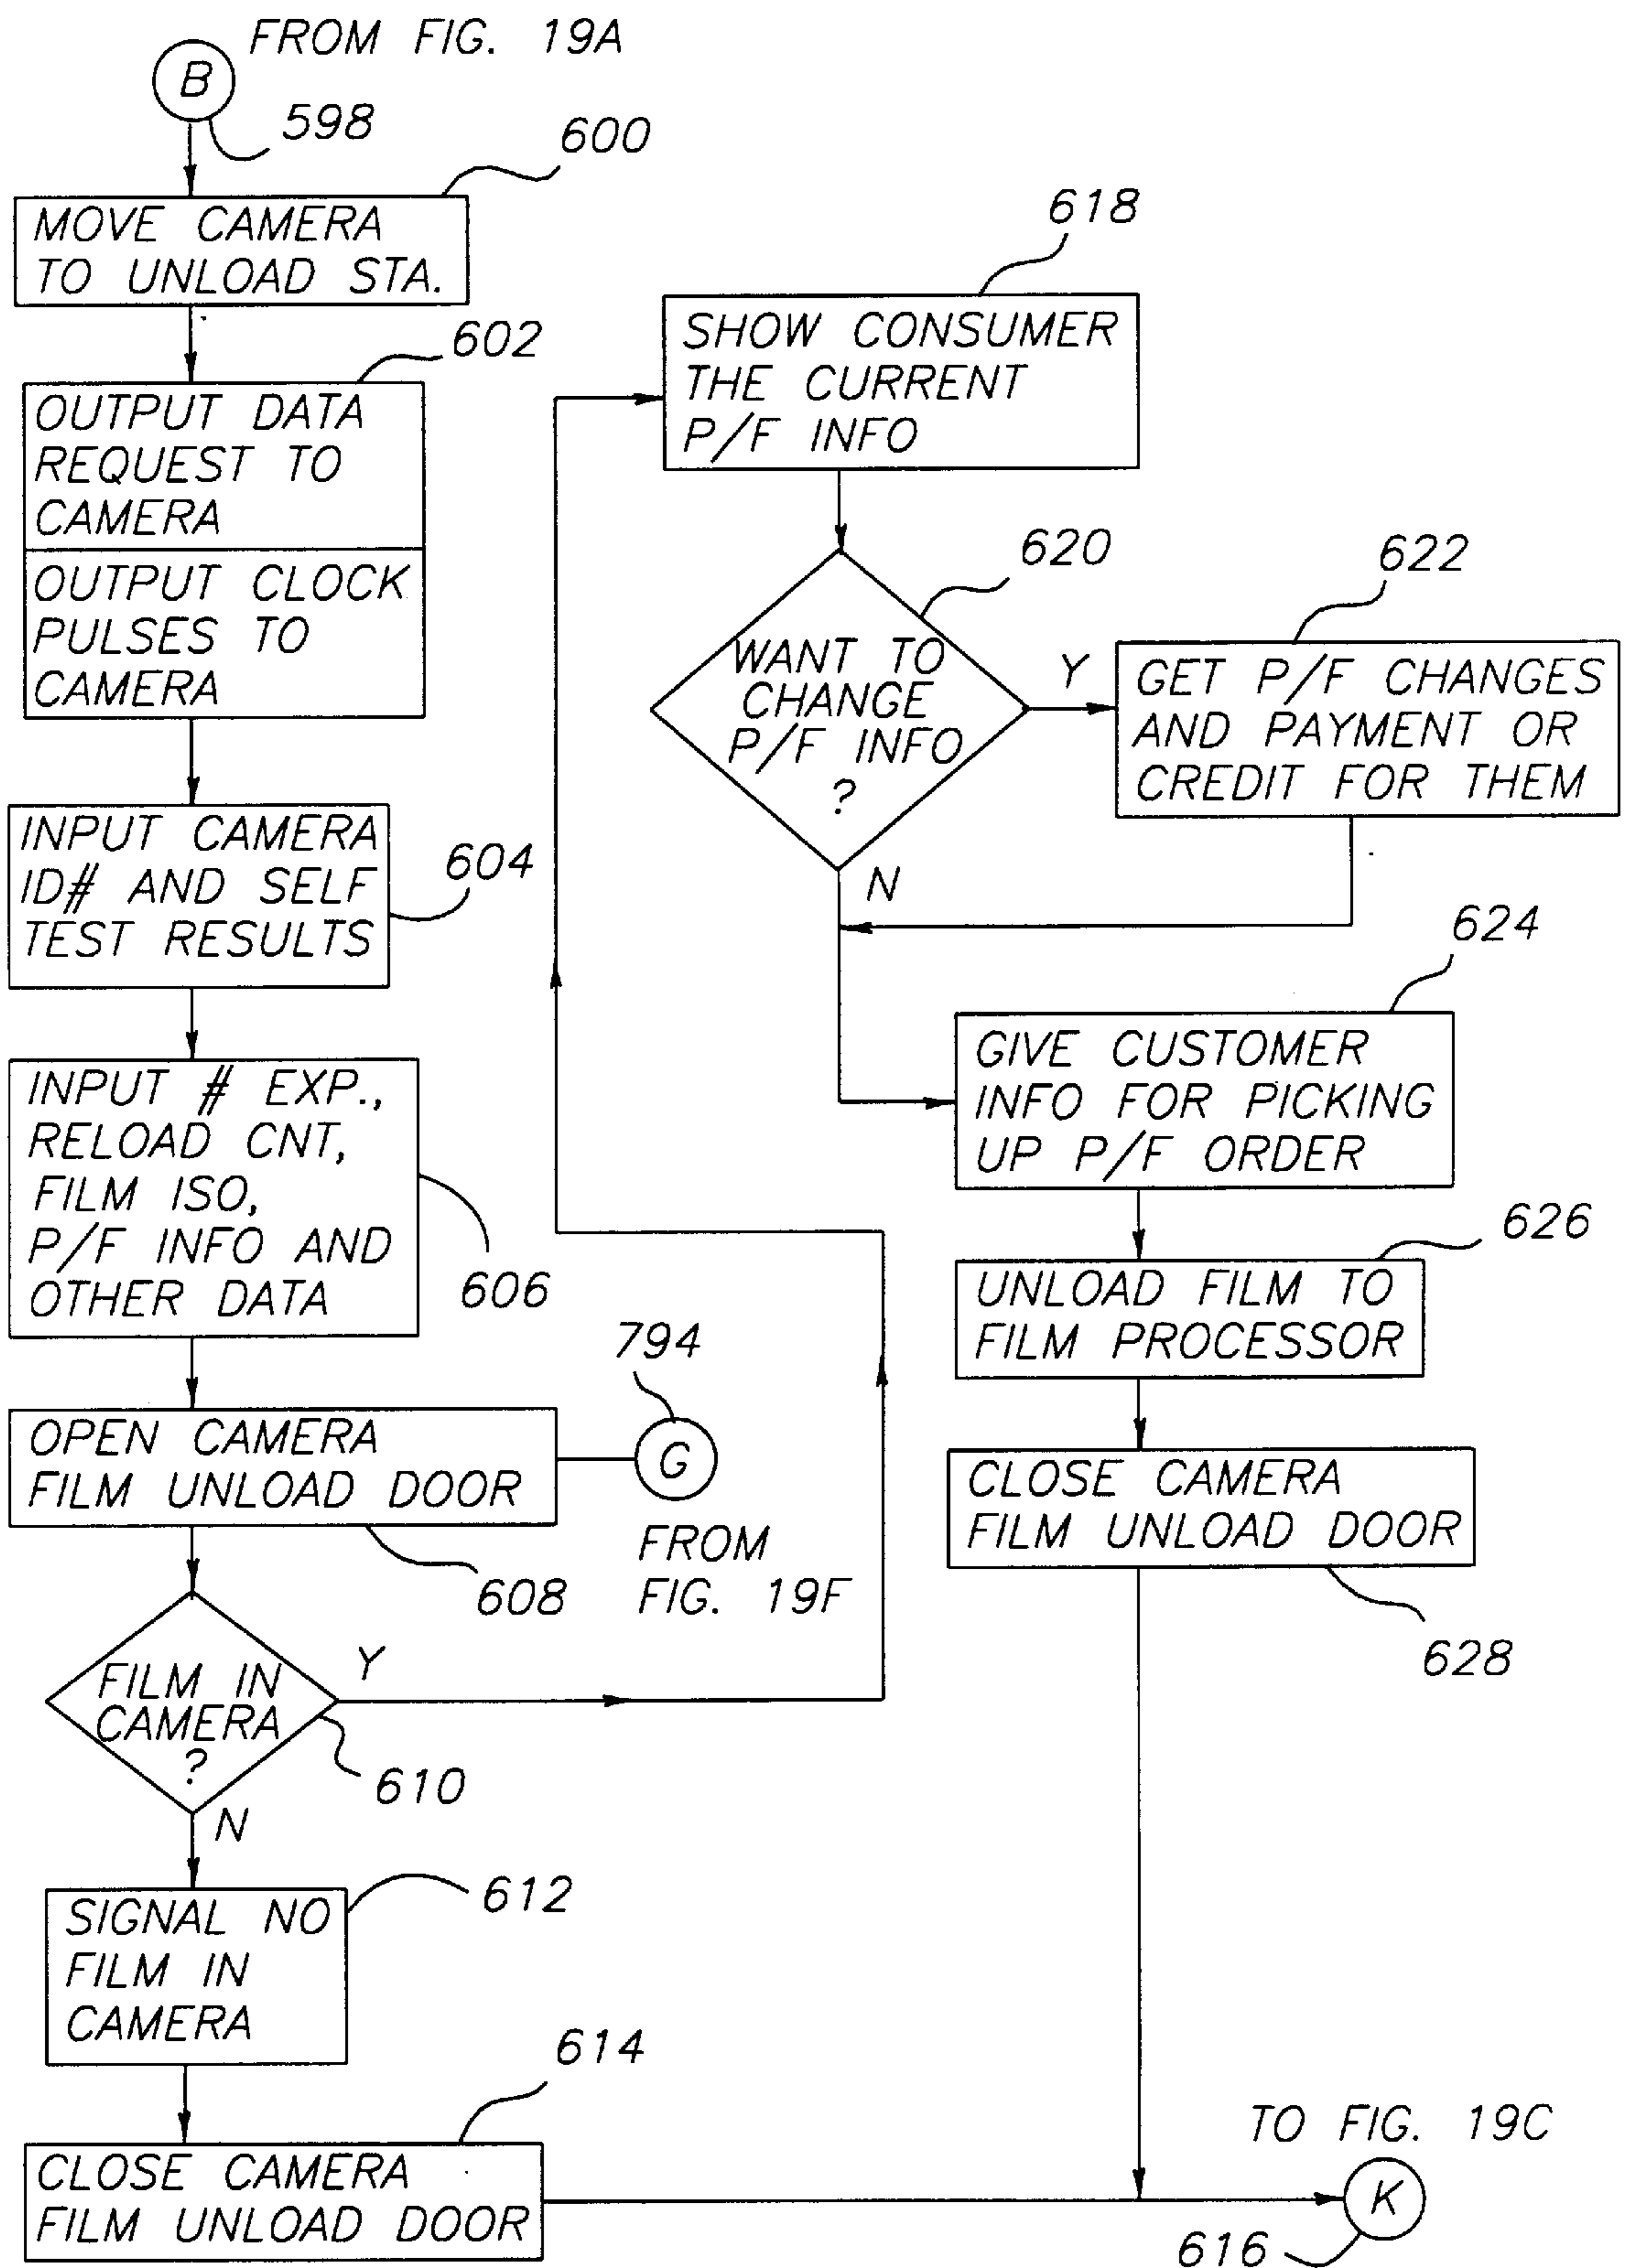 FROM FIG. 19A
B
598
600
MOVE CAMERA
TO UNLOAD STA.
602
OUTPUT DATA
REQUEST TO
CAMERA
OUTPUT CLOCK
PULSES TO
CAMERA
INPUT CAMERA
ID# AND SELF
TEST RESULTS
604
INPUT # EXP.,
RELOAD CNT,
FILM ISO,
P/F INFO AND
OTHER DATA
606
OPEN CAMERA
FILM UNLOAD DOOR
608
794
G
FROM
FIG. 19F
FILM IN
CAMERA
?
Y
610
N
SIGNAL NO
FILM IN
CAMERA
612
614
CLOSE CAMERA
FILM UNLOAD DOOR
618
SHOW CONSUMER
THE CURRENT
P/F INFO
620
WANT TO
CHANGE
P/F INFO
?
Y
N
622
GET P/F CHANGES
AND PAYMENT OR
CREDIT FOR THEM
624
GIVE CUSTOMER
INFO FOR PICKING
UP P/F ORDER
626
UNLOAD FILM TO
FILM PROCESSOR
CLOSE CAMERA
FILM UNLOAD DOOR
628
TO FIG. 19C
K
616